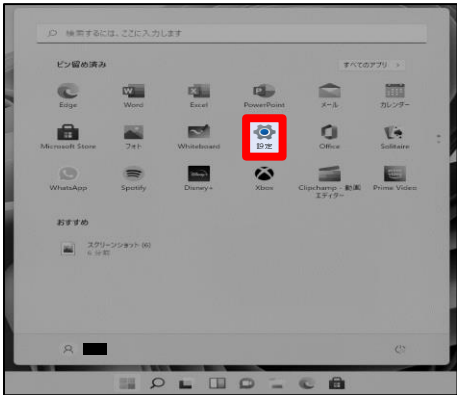 検索するには、ここに入力します
ピン留め済み
すべてのアプリ >
Edge
Word
Excel
PowerPoint
メール
カレンダー
Microsoft Store
フォト
Whiteboard
設定
Office
Solitaire
WhatsApp
Spotify
Disney+
Xbox
Clipchamp - 動画
エディター
Prime Video
おすすめ
スクリーンショット (6)